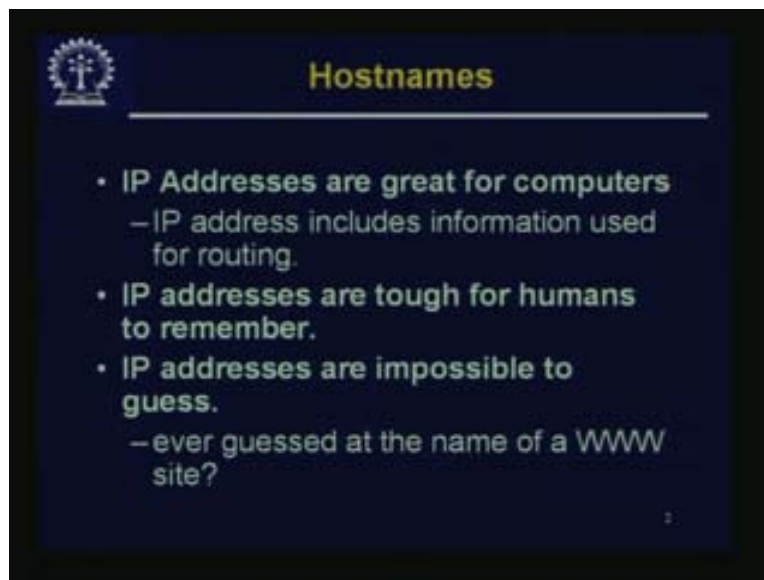 Hostnames
• IP Addresses are great for computers
–IP address includes information used
for routing.
• IP addresses are tough for humans
to remember.
• IP addresses are impossible to
guess.
–ever guessed at the name of a WWW
site?